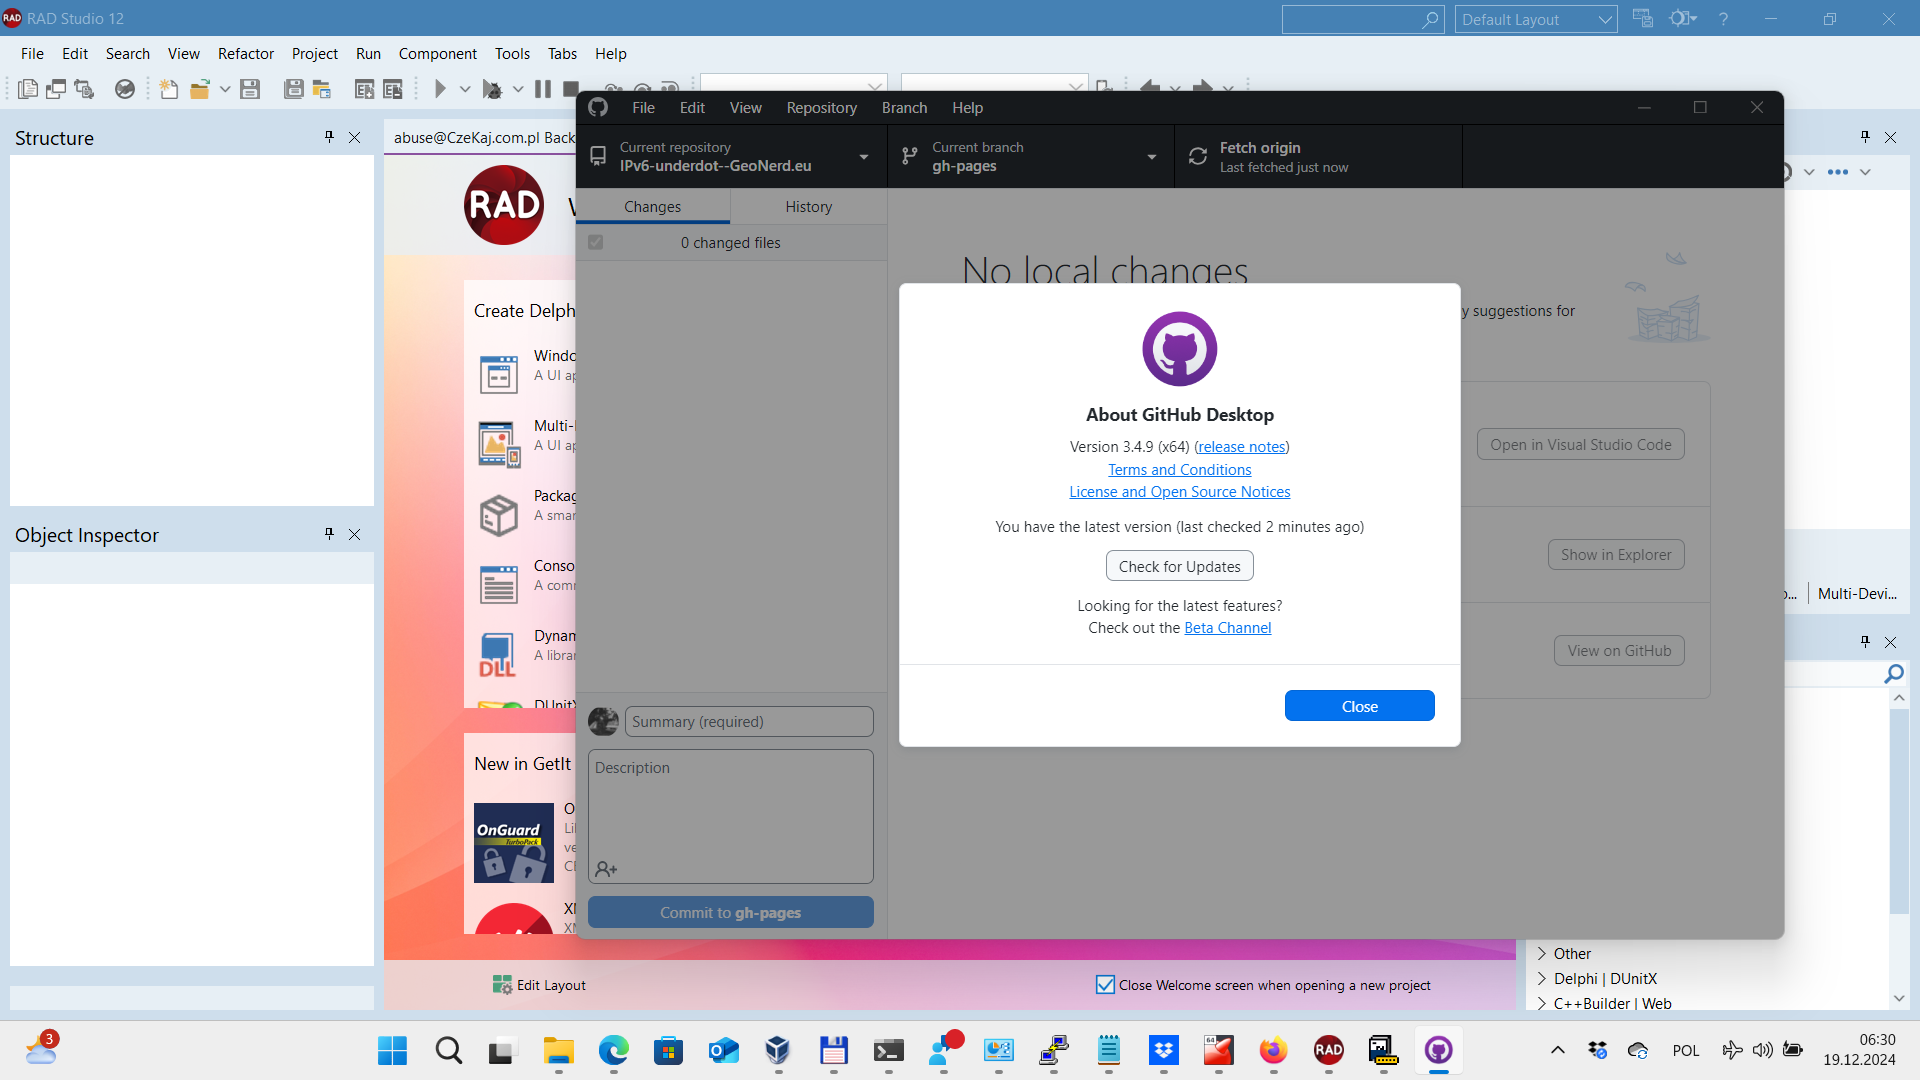 RAD Studio 12
Default Layout
File Edit Search View Refactor Project Run Component Tools Tabs Help
Structure
abuse@CzeKaj.com.pl Back
RAD
Create Delph
Windo
A UI ap
Multi-
A UI ap
Packag
A smar
Conso
A comm
Dynam
A librar
DLL
DUnitX
New in GetIt
OnGuard
TurboPack
Object Inspector
Edit Layout
Close Welcome screen when opening a new project
File Edit View Repository Branch Help
Current repository
IPv6-underdot--GeoNerd.eu
Current branch
gh-pages
Fetch origin
Last fetched just now
Changes
History
0 changed files
No local changes
y suggestions for
Open in Visual Studio Code
Show in Explorer
View on GitHub
About GitHub Desktop
Version 3.4.9 (x64) (release notes)
Terms and Conditions
License and Open Source Notices
You have the latest version (last checked 2 minutes ago)
Check for Updates
Looking for the latest features?
Check out the Beta Channel
Close
Summary (required)
Description
Commit to gh-pages
Multi-Devi...
Other
Delphi | DUnitX
C++Builder | Web
3
64
RAD
POL
06:30
19.12.2024